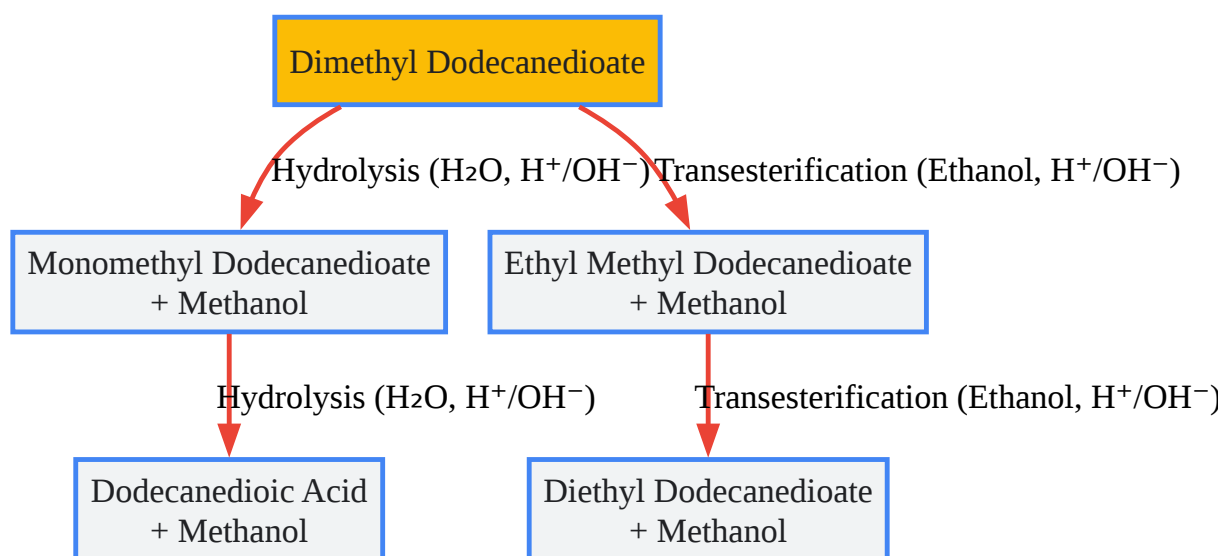 Dimethyl Dodecanedioate
Hydrolysis (H₂O, H⁺/OH⁻)
Transesterification (Ethanol, H⁺/OH⁻)
Monomethyl Dodecanedioate
+ Methanol
Ethyl Methyl Dodecanedioate
+ Methanol
Hydrolysis (H₂O, H⁺/OH⁻)
Transesterification (Ethanol, H⁺/OH⁻)
Dodecanedioic Acid
+ Methanol
Diethyl Dodecanedioate
+ Methanol